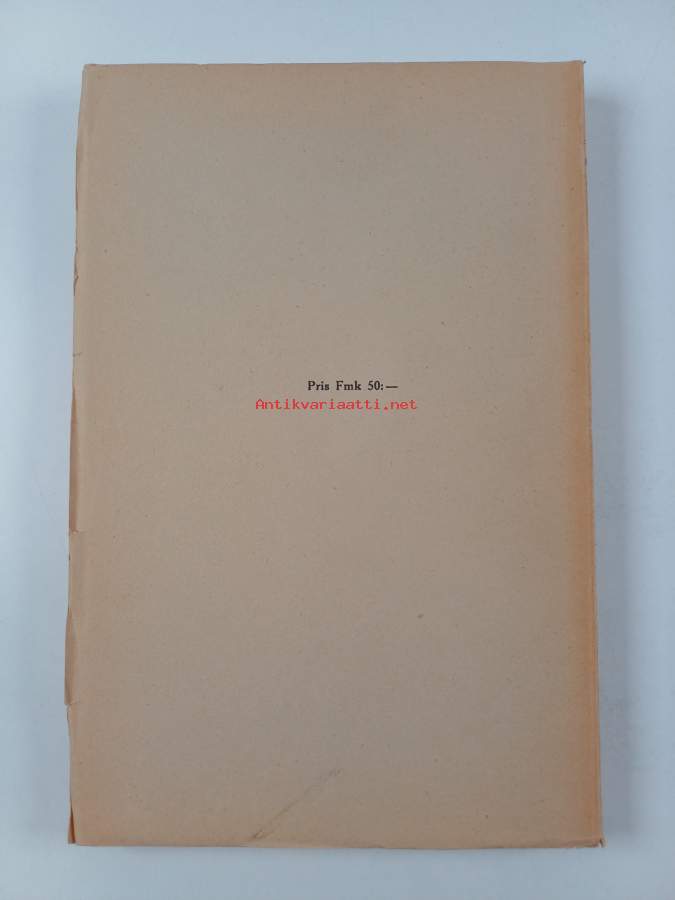 Pris Fmk 50:—
Antikvariaatti.net